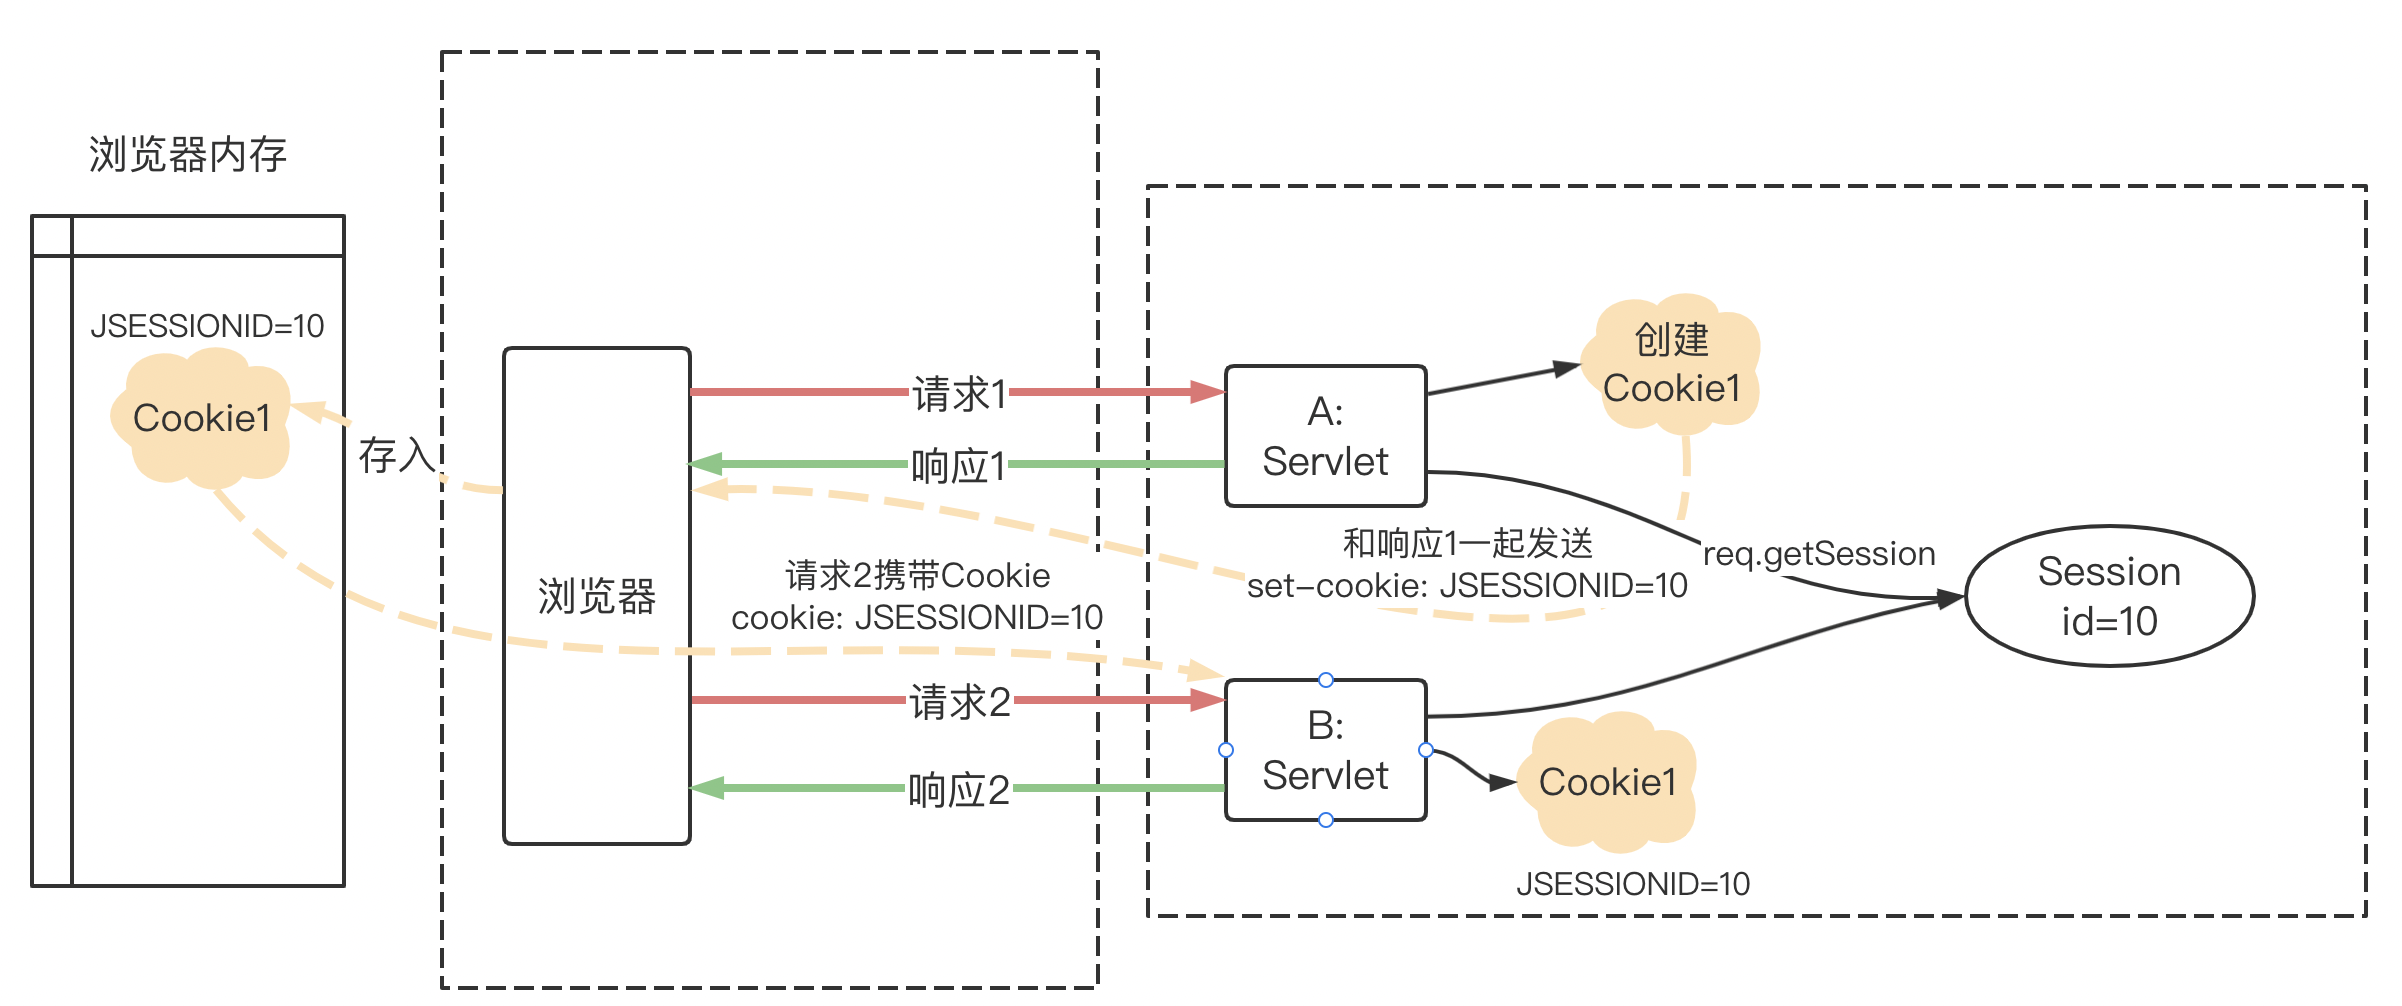 浏览器内存
JSESSIONID=10
Cookie1
存入
浏览器
请求1
响应1
请求2携带Cookie
cookie: JSESSIONID=10
请求2
响应2
A:
Servlet
创建
Cookie1
和响应1一起发送
set-cookie: JSESSIONID=10
req.getSession
Session
id=10
B:
Servlet
Cookie1
JSESSIONID=10